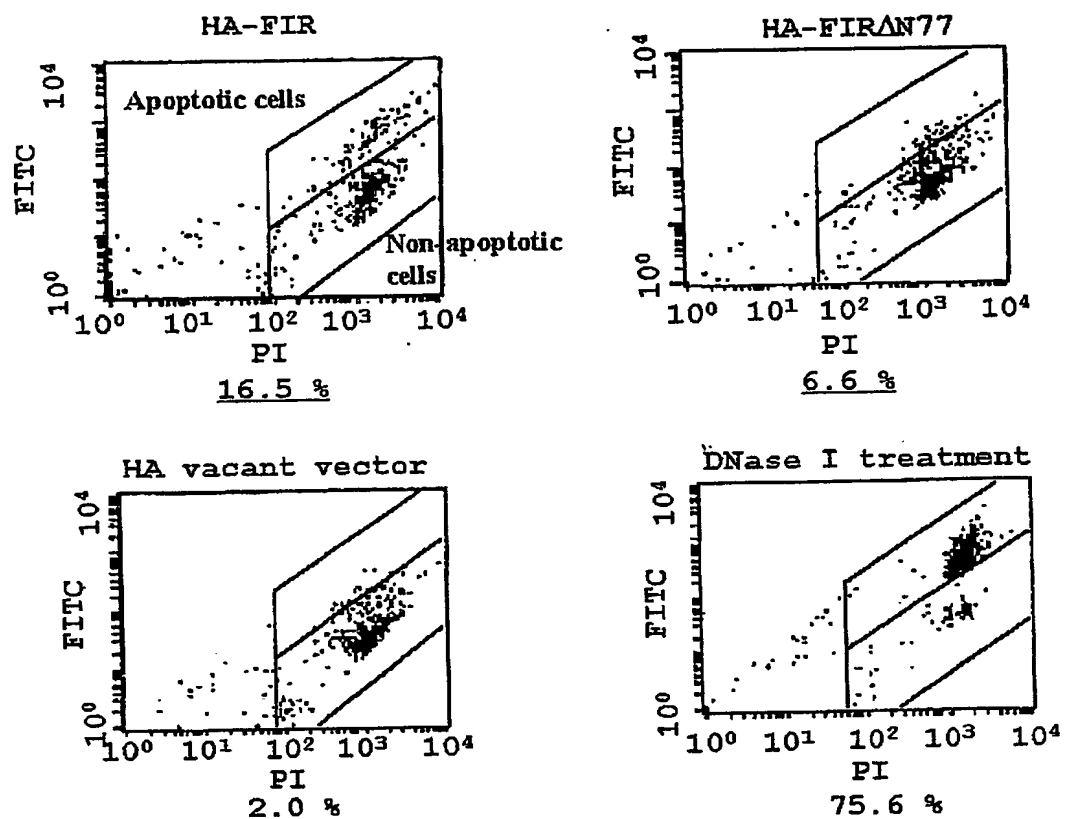 HA-FIR
10⁴
Apoptotic cells
FITC
Non-apoptotic
cells
10⁰
10⁰ 10¹ 10² 10³ 10⁴
PI
16.5 %
HA-FIRΔN77
10⁴
FITC
10⁰
10⁰ 10¹ 10² 10³ 10⁴
PI
6.6 %
HA vacant vector
10⁴
FITC
10⁰
10⁰ 10¹ 10² 10³ 10⁴
PI
2.0 %
DNase I treatment
10⁴
FITC
10⁰
10⁰ 10¹ 10² 10³ 10⁴
PI
75.6 %